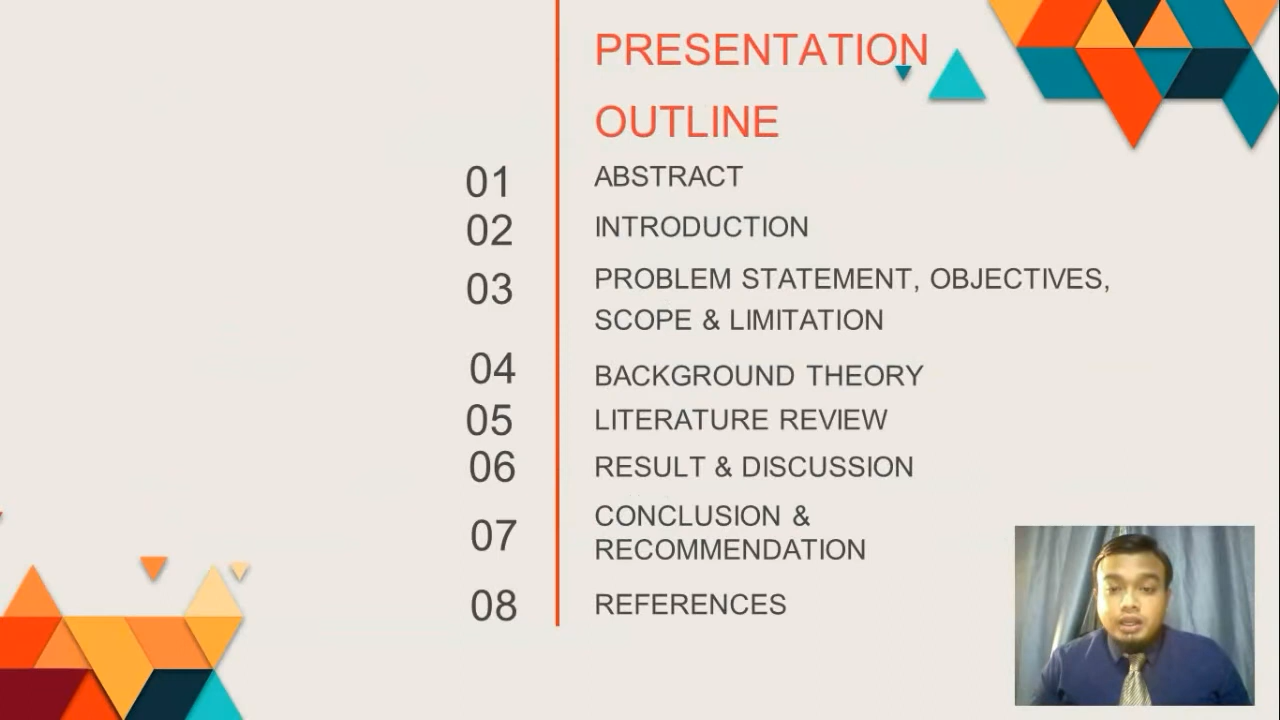 PRESENTATION
OUTLINE
01 ABSTRACT
02 INTRODUCTION
03 PROBLEM STATEMENT, OBJECTIVES,
SCOPE & LIMITATION
04 BACKGROUND THEORY
05 LITERATURE REVIEW
06 RESULT & DISCUSSION
07 CONCLUSION &
RECOMMENDATION
08 REFERENCES